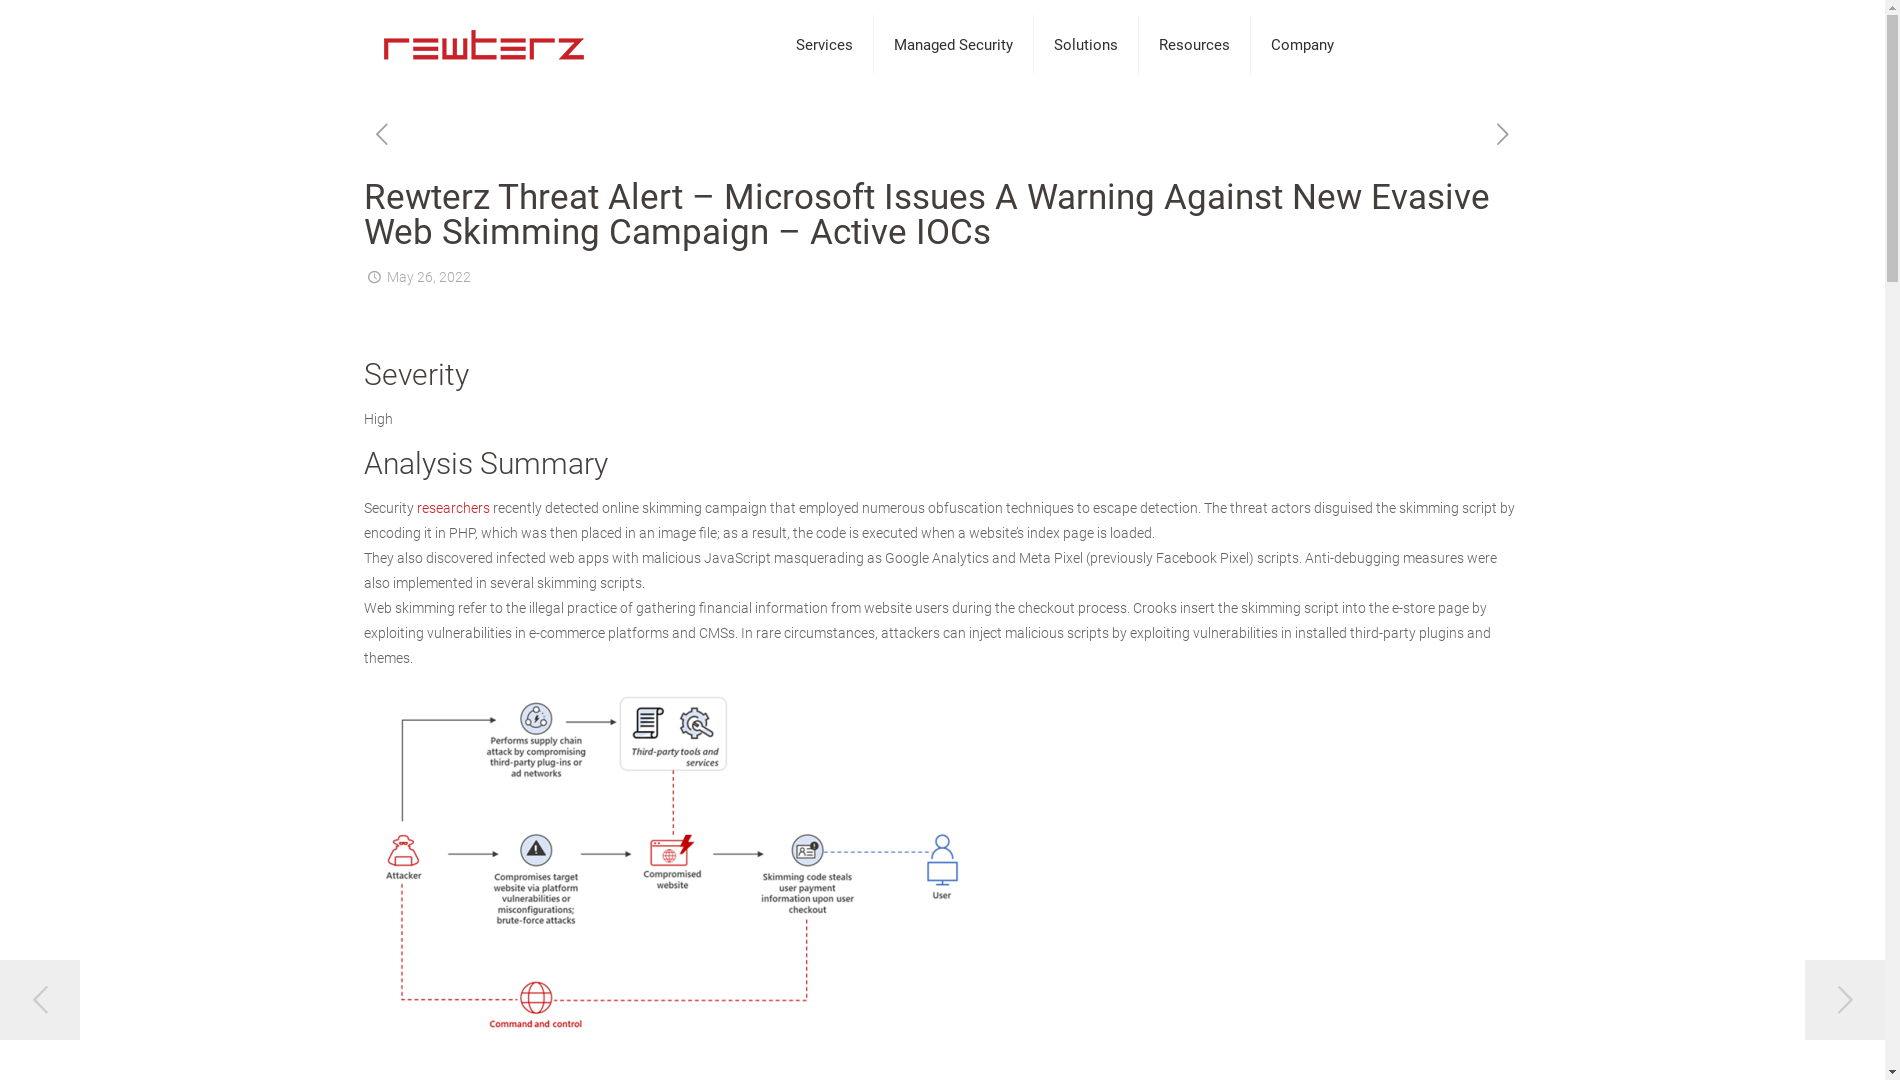 rewterz
Services
Managed Security
Solutions
Resources
Company
Rewterz Threat Alert – Microsoft Issues A Warning Against New Evasive
Web Skimming Campaign – Active IOCs
May 26, 2022
Severity
High
Analysis Summary
Security researchers recently detected online skimming campaign that employed numerous obfuscation techniques to escape detection. The threat actors disguised the skimming script by
encoding it in PHP, which was then placed in an image file; as a result, the code is executed when a website’s index page is loaded.
They also discovered infected web apps with malicious JavaScript masquerading as Google Analytics and Meta Pixel (previously Facebook Pixel) scripts. Anti-debugging measures were
also implemented in several skimming scripts.
Web skimming refer to the illegal practice of gathering financial information from website users during the checkout process. Crooks insert the skimming script into the e-store page by
exploiting vulnerabilities in e-commerce platforms and CMSs. In rare circumstances, attackers can inject malicious scripts by exploiting vulnerabilities in installed third-party plugins and
themes.
Performs supply chain
attack by compromising
third-party plug-ins or
ad networks
Third-party tools and
services
Attacker
Compromises target
website via platform
vulnerabilities or
misconfigurations;
brute-force attacks
Compromised
website
Skimming code steals
user payment
information upon user
checkout
User
Command and control